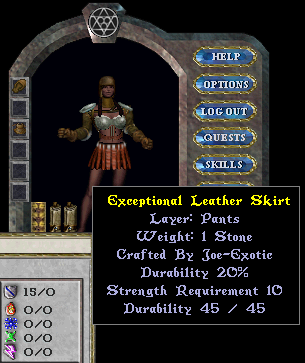 HELP
OPTIONS
LOG OUT
QUESTS
SKILLS
Exceptional Leather Skirt
Layer: Pants
Weight: 1 Stone
Crafted By Joe-Exotic
Durability 20%
Strength Requirement 10
Durability 45 / 45
15/0
0/0
0/0
0/0
0/0